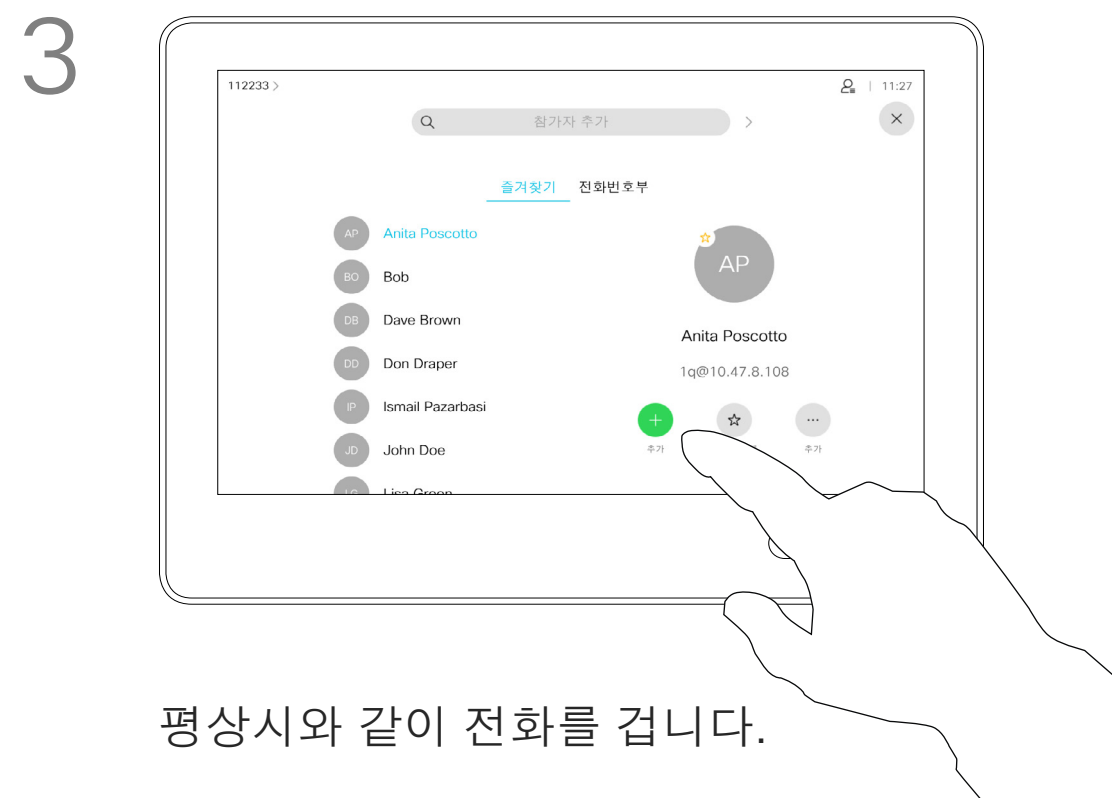 3
112233 >
11:27
참가자 추가
즐겨찾기 전화번호부
AP Anita Poscotto
BO Bob
DB Dave Brown
DD Don Draper
IP Ismail Pazarbasi
JD John Doe
LG Lisa Green
AP
Anita Poscotto
1q@10.47.8.108
추가
추가
평상시와 같이 전화를 겁니다.